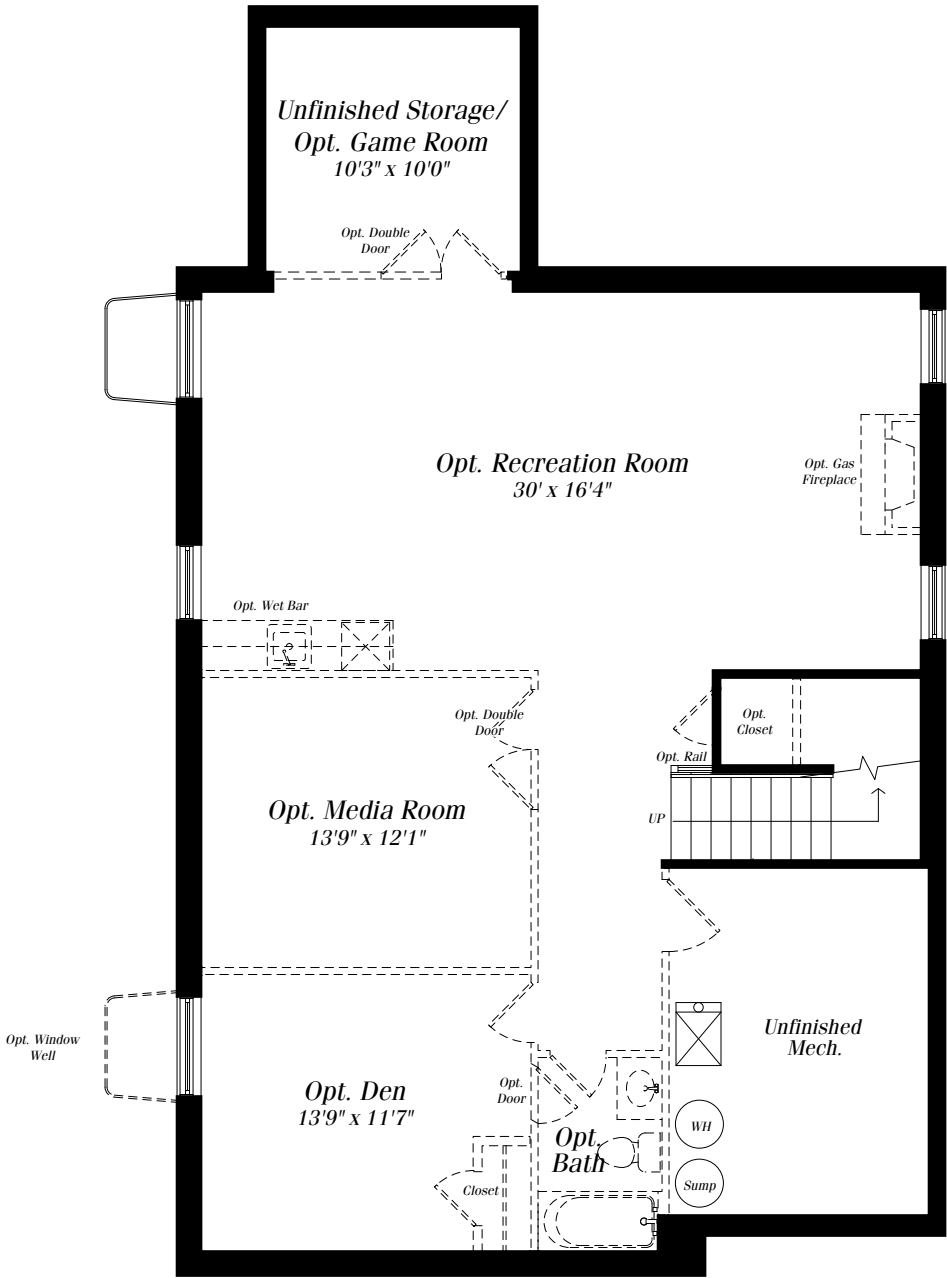 Unfinished Storage/
Opt. Game Room
10'3" x 10'0"
Opt. Double
Door
Opt. Recreation Room
30' x 16'4"
Opt. Gas
Fireplace
Opt. Wet Bar
Opt. Double
Door
Opt.
Closet
Opt. Rail
UP
Opt. Media Room
13'9" x 12'1"
Opt. Window
Well
Unfinished
Mech.
Opt. Den
13'9" x 11'7"
Opt.
Door
Opt.
Bath
WH
Sump
Closet